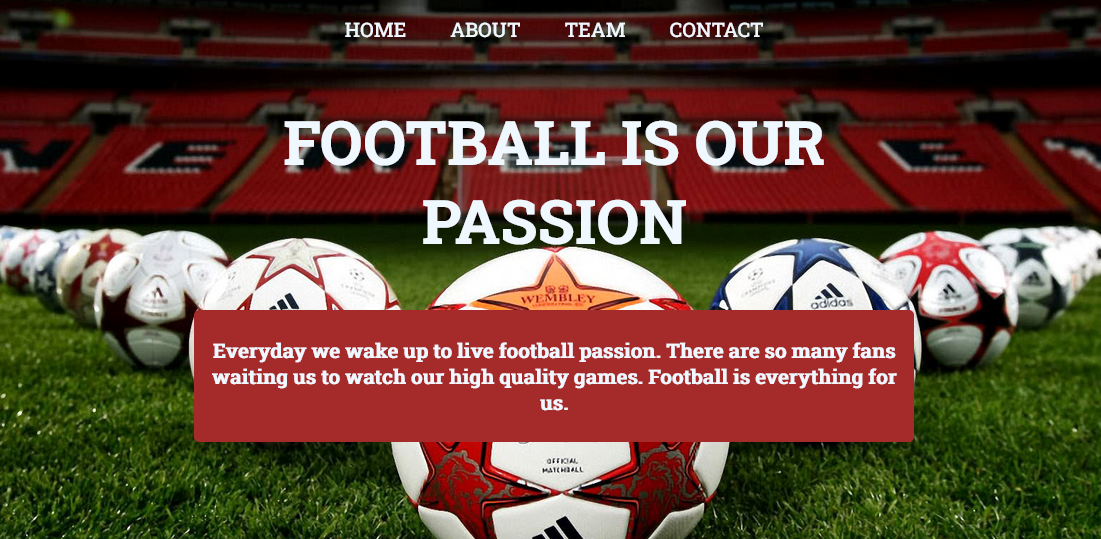 HOME ABOUT TEAM CONTACT
FOOTBALL IS OUR
PASSION
WEMBLEY
adidas
Everyday we wake up to live football passion. There are so many fans
waiting us to watch our high quality games. Football is everything for
us.
OFFICIAL
MATCHBALL